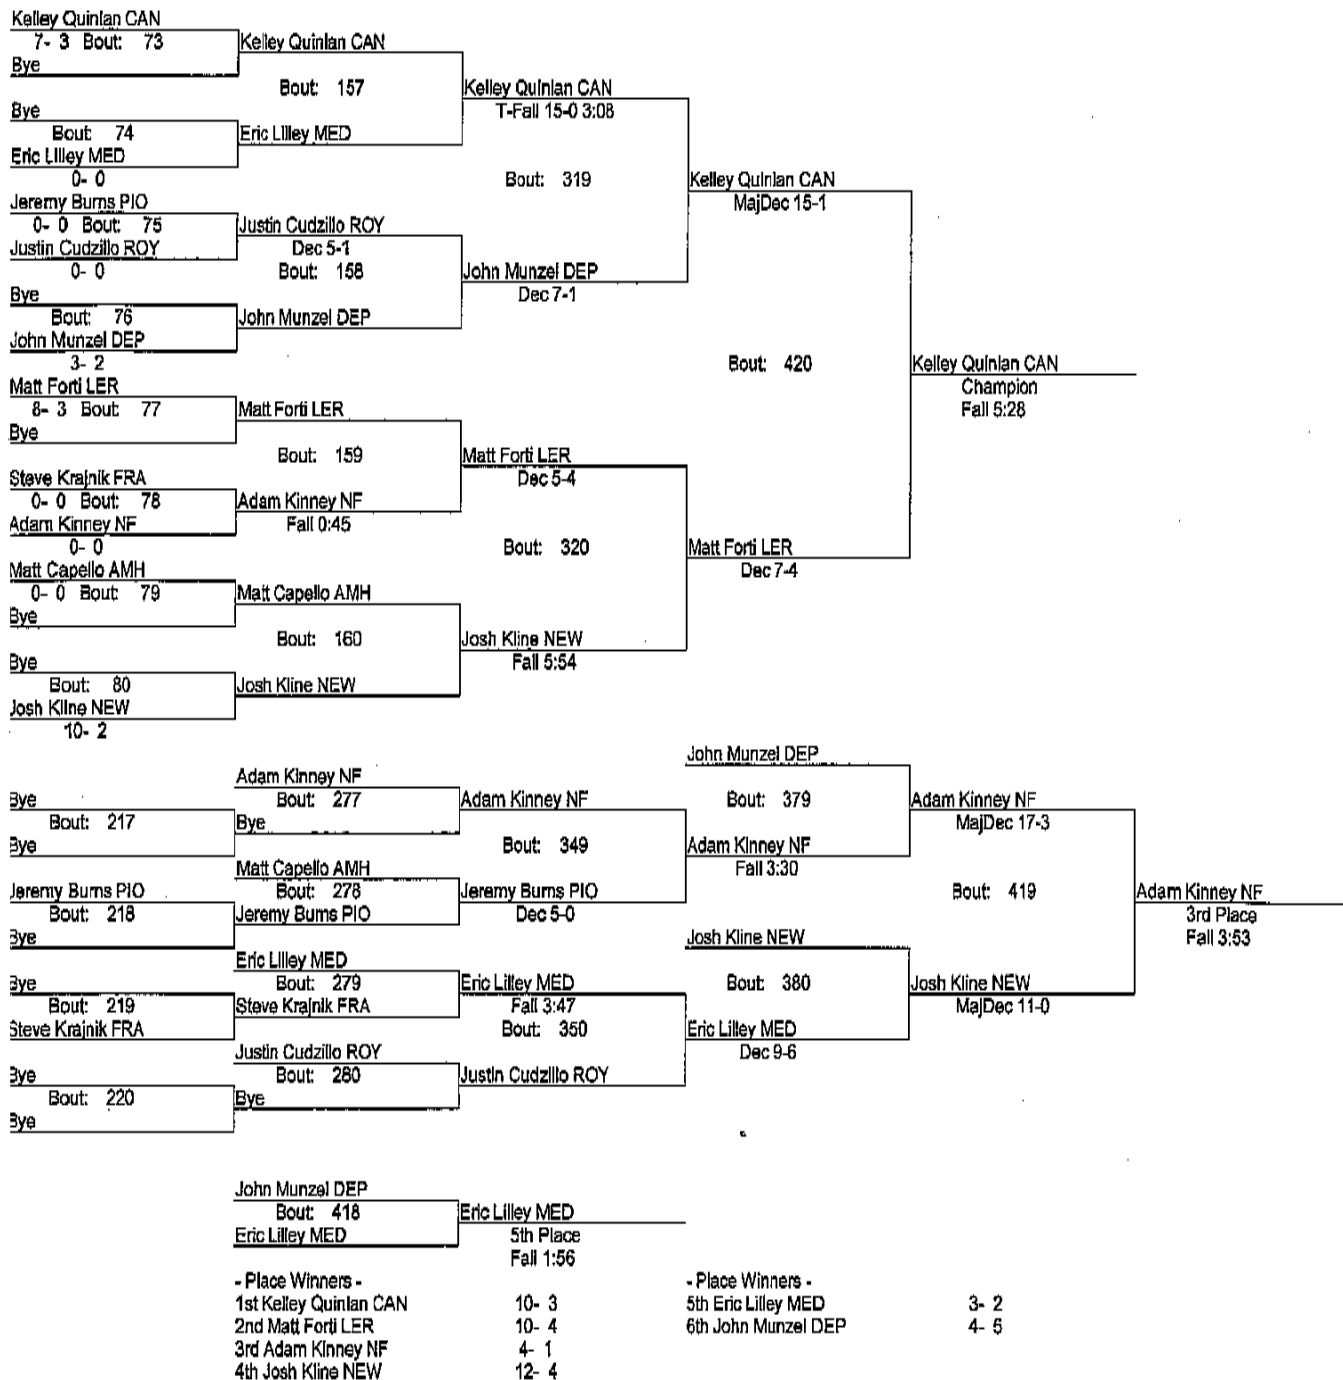 Kelley Quinlan CAN
7- 3 Bout: 73
Bye
Bye
Bout: 74
Eric Lilley MED
0- 0
Jeremy Burns PIO
0- 0 Bout: 75
Justin Cudzillo ROY
0- 0
Bye
Bout: 76
John Munzel DEP
3- 2
Matt Forti LER
8- 3 Bout: 77
Bye
Steve Krajnik FRA
0- 0 Bout: 78
Adam Kinney NF
0- 0
Matt Capello AMH
0- 0 Bout: 79
Bye
Bye
Bout: 80
Josh Kline NEW
10- 2
Kelley Quinlan CAN
Bout: 157
Eric Lilley MED
Justin Cudzillo ROY
Dec 5-1
Bout: 158
John Munzel DEP
Matt Forti LER
Bout: 159
Adam Kinney NF
Fall 0:45
Matt Capello AMH
Bout: 160
Josh Kline NEW
Kelley Quinlan CAN
T-Fall 15-0 3:08
Bout: 319
John Munzel DEP
Dec 7-1
Matt Forti LER
Dec 5-4
Bout: 320
Josh Kline NEW
Fall 5:54
Kelley Quinlan CAN
MajDec 15-1
Bout: 420
Matt Forti LER
Dec 7-4
Kelley Quinlan CAN
Champion
Fall 5:28
Bye
Bout: 217
Bye
Jeremy Burns PIO
Bout: 218
Bye
Bye
Bout: 219
Steve Krajnik FRA
Bye
Bout: 220
Bye
Adam Kinney NF
Bout: 277
Bye
Matt Capello AMH
Bout: 278
Jeremy Burns PIO
Eric Lilley MED
Bout: 279
Steve Krajnik FRA
Justin Cudzillo ROY
Bout: 280
Bye
Adam Kinney NF
Bout: 349
Jeremy Burns PIO
Dec 5-0
Eric Lilley MED
Fall 3:47
Bout: 350
Justin Cudzillo ROY
John Munzel DEP
Bout: 379
Adam Kinney NF
Fall 3:30
Josh Kline NEW
Bout: 380
Eric Lilley MED
Dec 9-6
Adam Kinney NF
MajDec 17-3
Bout: 419
Josh Kline NEW
MajDec 11-0
Adam Kinney NF
3rd Place
Fall 3:53
John Munzel DEP
Bout: 418
Eric Lilley MED
Eric Lilley MED
5th Place
Fall 1:56
- Place Winners -
1st Kelley Quinlan CAN 10- 3
2nd Matt Forti LER 10- 4
3rd Adam Kinney NF 4- 1
4th Josh Kline NEW 12- 4
- Place Winners -
5th Eric Lilley MED 3- 2
6th John Munzel DEP 4- 5